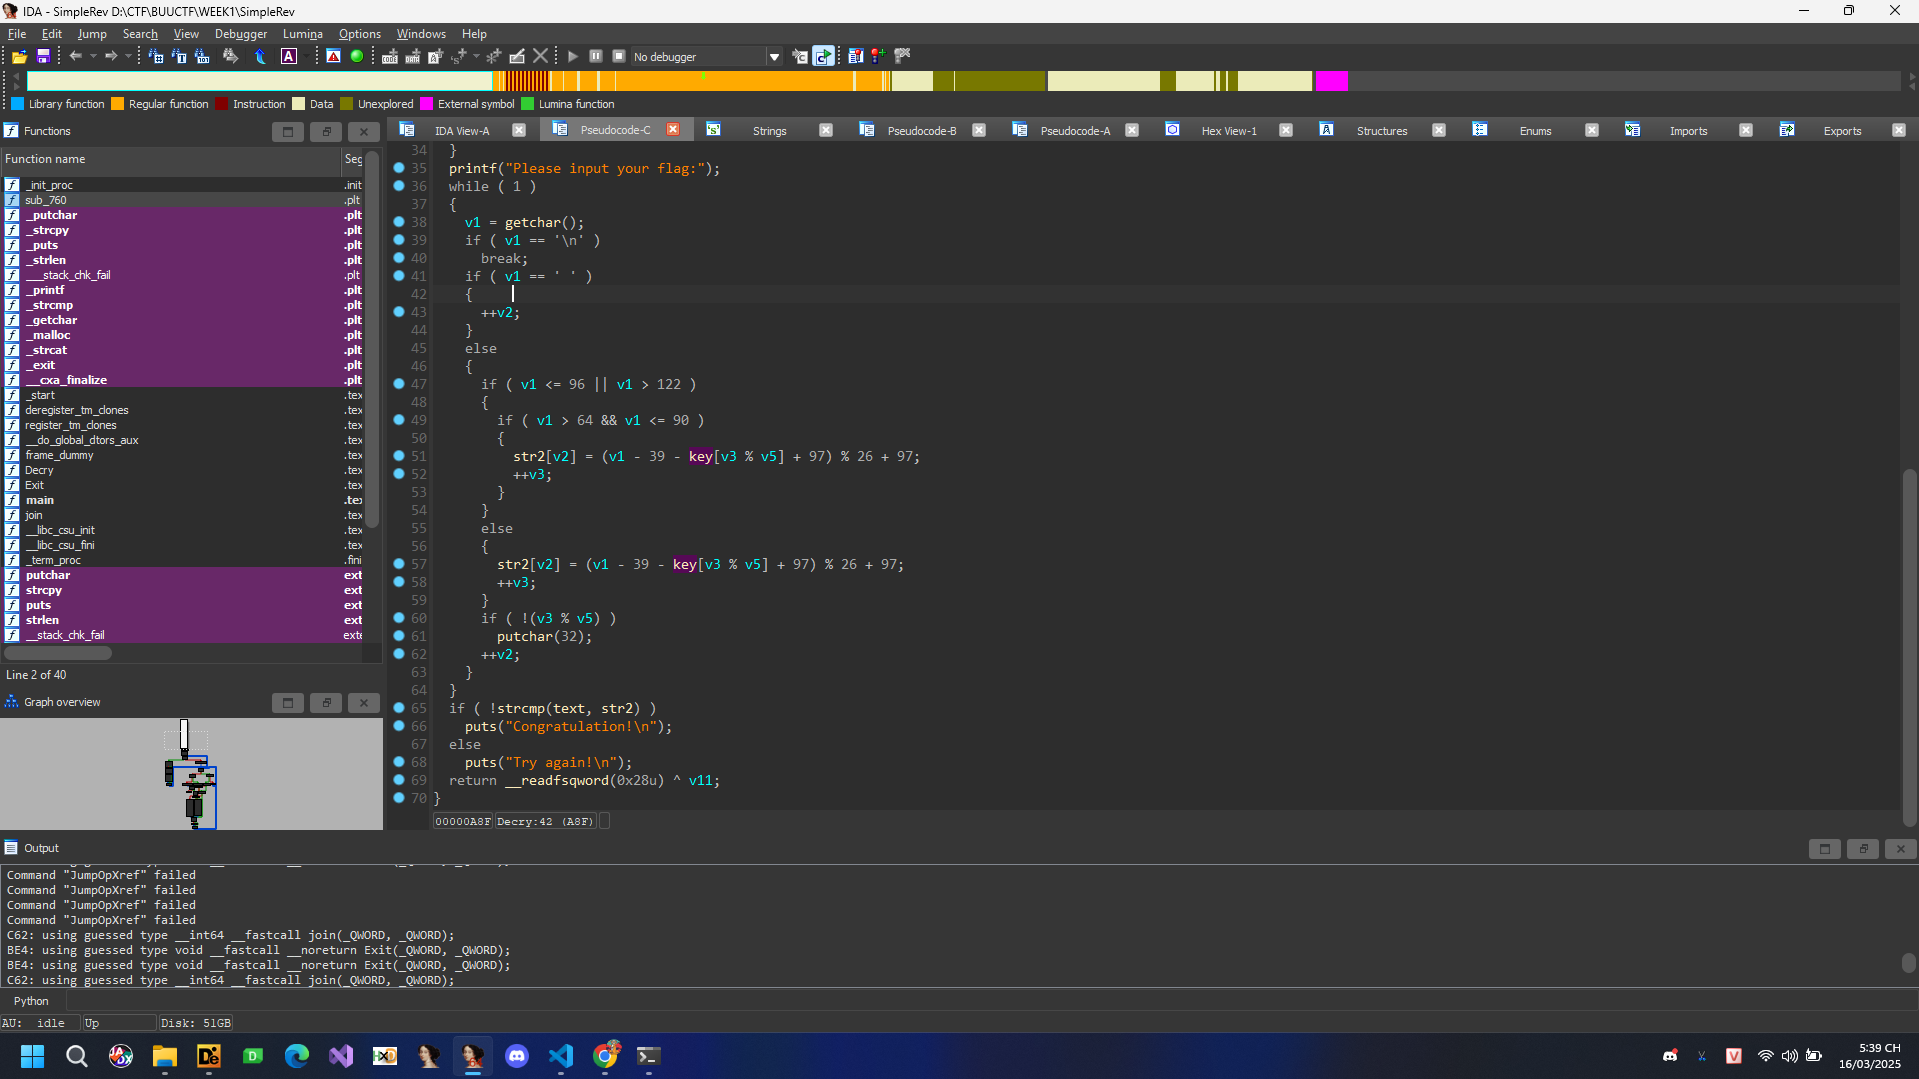 IDA - SimpleRev D:\CTF\BUUCTF\WEEK1\SimpleRev
File Edit Jump Search View Debugger Lumina Options Windows Help
No debugger
Library function Regular function Instruction Data Unexplored External symbol Lumina function
Functions
IDA View-A Pseudocode-C Strings Pseudocode-B Pseudocode-A Hex View-1 Structures Enums Imports Exports
Function name Seg
_init_proc .init
sub_760 .plt
_putchar .plt
_strcpy .plt
_puts .plt
_strlen .plt
___stack_chk_fail .plt
_printf .plt
_strcmp .plt
_getchar .plt
_malloc .plt
_strcat .plt
_exit .plt
__cxa_finalize .plt
_start .tex
deregister_tm_clones .tex
register_tm_clones .tex
__do_global_dtors_aux .tex
frame_dummy .tex
Decry .tex
Exit .tex
main .tex
join .tex
__libc_csu_init .tex
__libc_csu_fini .tex
_term_proc .fini
putchar ext
strcpy ext
puts ext
strlen ext
__stack_chk_fail exte
Line 2 of 40
Graph overview
34 }
35 printf("Please input your flag:");
36 while ( 1 )
37 {
38 v1 = getchar();
39 if ( v1 == '\n' )
40 break;
41 if ( v1 == ' ' )
42 {
43 ++v2;
44 }
45 else
46 {
47 if ( v1 <= 96 || v1 > 122 )
48 {
49 if ( v1 > 64 && v1 <= 90 )
50 {
51 str2[v2] = (v1 - 39 - key[v3 % v5] + 97) % 26 + 97;
52 ++v3;
53 }
54 }
55 else
56 {
57 str2[v2] = (v1 - 39 - key[v3 % v5] + 97) % 26 + 97;
58 ++v3;
59 }
60 if ( !(v3 % v5) )
61 putchar(32);
62 ++v2;
63 }
64 }
65 if ( !strcmp(text, str2) )
66 puts("Congratulation!\n");
67 else
68 puts("Try again!\n");
69 return __readfsqword(0x28u) ^ v11;
70 }
00000A8F Decry:42 (A8F)
Output
Command "JumpOpXref" failed
Command "JumpOpXref" failed
Command "JumpOpXref" failed
Command "JumpOpXref" failed
C62: using guessed type __int64 __fastcall join(_QWORD, _QWORD);
BE4: using guessed type void __fastcall __noreturn Exit(_QWORD, _QWORD);
BE4: using guessed type void __fastcall __noreturn Exit(_QWORD, _QWORD);
C62: using guessed type __int64 __fastcall join(_QWORD, _QWORD);
Python
AU: idle Up Disk: 51GB
5:39 CH
16/03/2025